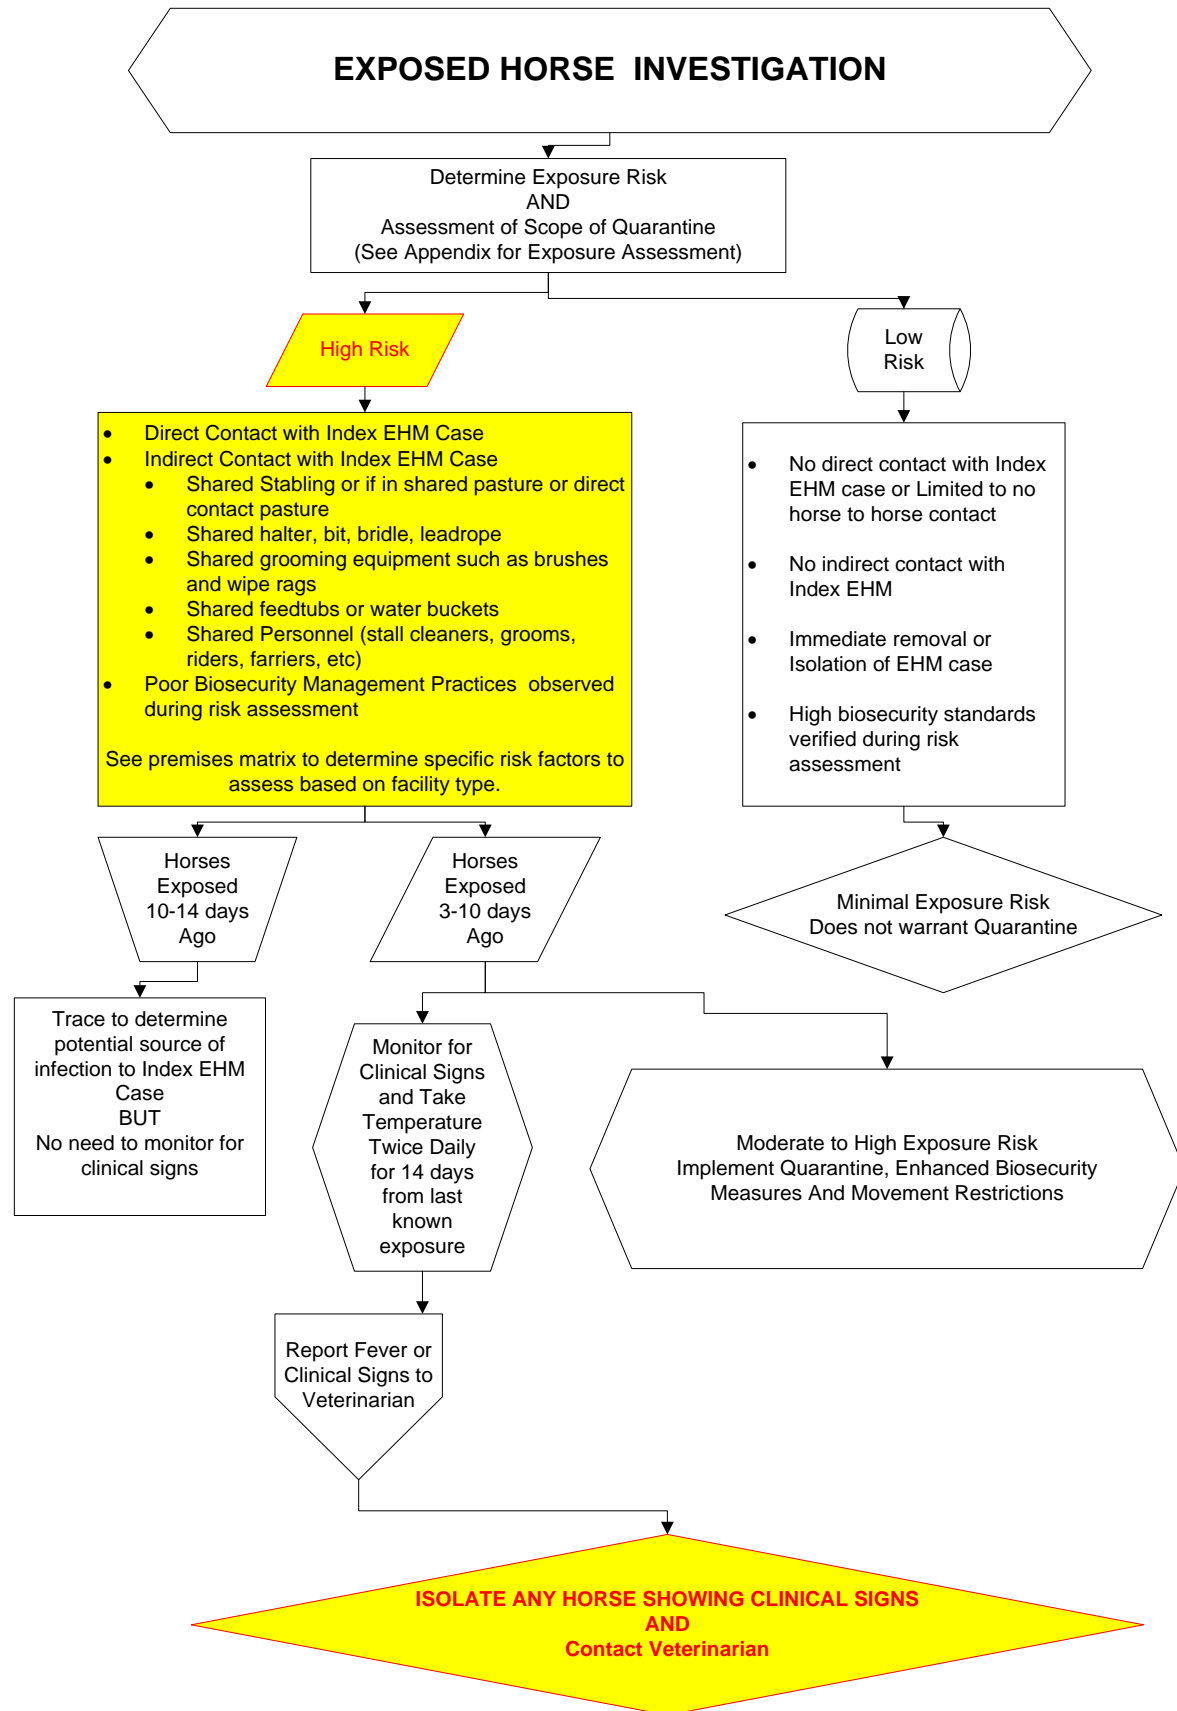 EXPOSED HORSE  INVESTIGATION
Determine Exposure Risk
AND
Assessment of Scope of Quarantine
(See Appendix for Exposure Assessment)
High Risk
Low
Risk
• Direct Contact with Index EHM Case
• Indirect Contact with Index EHM Case
• Shared Stabling or if in shared pasture or direct
contact pasture
• Shared halter, bit, bridle, leadrope
• Shared grooming equipment such as brushes
and wipe rags
• Shared feedtubs or water buckets
• Shared Personnel (stall cleaners, grooms,
riders, farriers, etc)
• Poor Biosecurity Management Practices  observed
during risk assessment
See premises matrix to determine specific risk factors to
assess based on facility type.
• No direct contact with Index
EHM case or Limited to no
horse to horse contact
• No indirect contact with
Index EHM
• Immediate removal or
Isolation of EHM case
• High biosecurity standards
verified during risk
assessment
Horses
Exposed
10-14 days
Ago
Horses
Exposed
3-10 days
Ago
Minimal Exposure Risk
Does not warrant Quarantine
Trace to determine
potential source of
infection to Index EHM
Case
BUT
No need to monitor for
clinical signs
Monitor for
Clinical Signs
and Take
Temperature
Twice Daily
for 14 days
from last
known
exposure
Moderate to High Exposure Risk
Implement Quarantine, Enhanced Biosecurity
Measures And Movement Restrictions
Report Fever or
Clinical Signs to
Veterinarian
ISOLATE ANY HORSE SHOWING CLINICAL SIGNS
AND
Contact Veterinarian